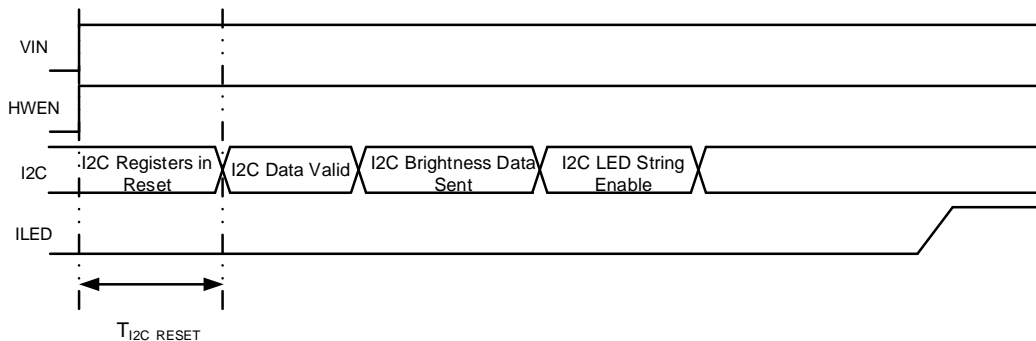 VIN
HWEN
I2C
I2C Registers in
Reset
I2C Data Valid
I2C Brightness Data
Sent
I2C LED String
Enable
ILED
TI2C RESET